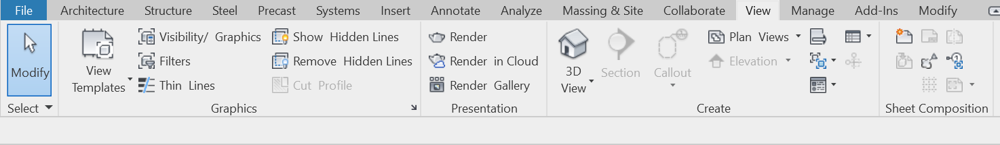 File Architecture Structure Steel Precast Systems Insert Annotate Analyze Massing & Site Collaborate View Manage Add-Ins Modify
Modify
Select
View
Templates
Visibility/ Graphics
Filters
Thin Lines
Show Hidden Lines
Remove Hidden Lines
Cut Profile
Graphics
Render
Render in Cloud
Render Gallery
Presentation
3D
View
Section
Callout
Plan Views
Elevation
Create
Sheet Composition